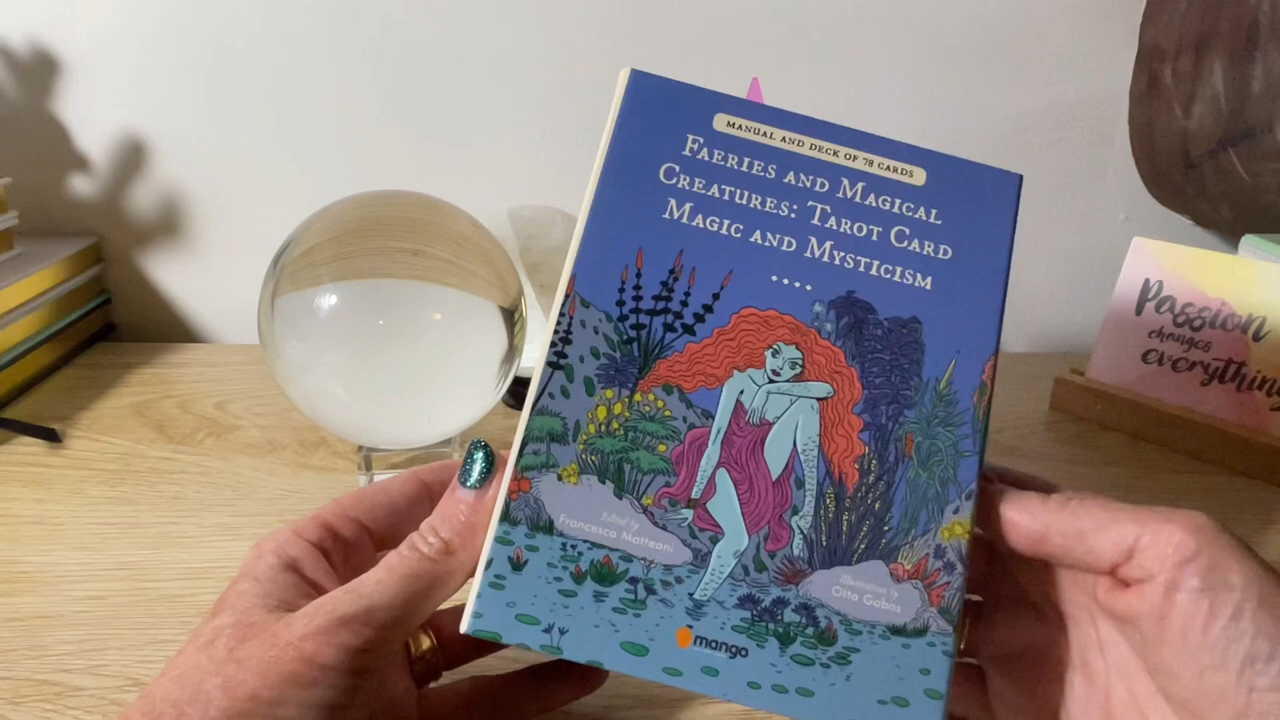 MANUAL AND DECK OF 78 CARDS
FAERIES AND MAGICAL
CREATURES: TAROT CARD
MAGIC AND MYSTICISM
Edited by
Francesca Matteoni
Illustrations by
Otto Gabos
mango
Passion
changes
everything